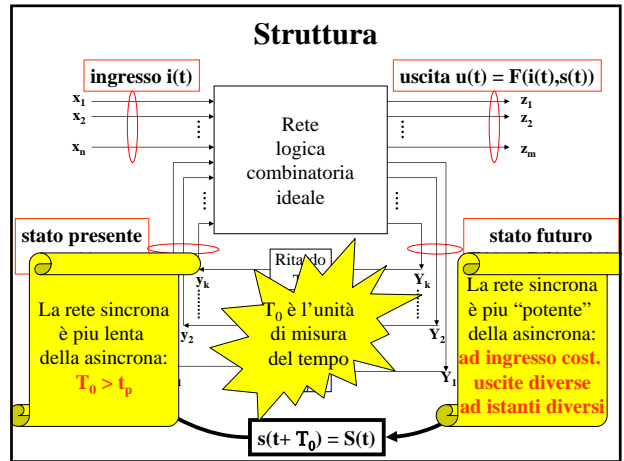 Struttura
ingresso i(t)
uscita u(t) = F(i(t),s(t))
x1
x2
xn
Rete
logica
combinatoria
ideale
z1
z2
zm
stato presente
stato futuro
Ritardo
yk
Yk
y2
Y2
Y1
La rete sincrona
è piu lenta
della asincrona:
T0 > tp
T0 è l'unità
di misura
del tempo
La rete sincrona
è più “potente”
della asincrona:
ad ingresso cost.
uscite diverse
ad istanti diversi
s(t+ T0) = S(t)